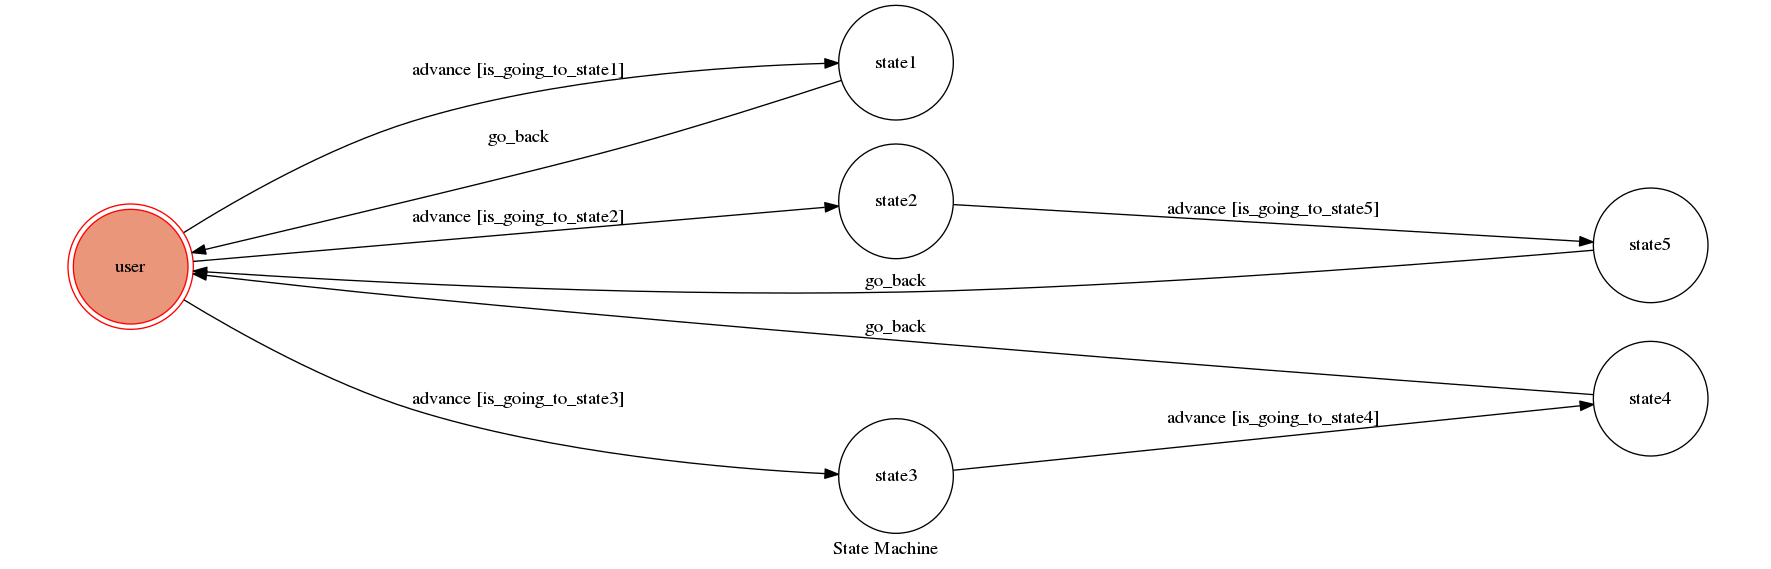 state1
advance [is_going_to_state1]
go_back
state2
advance [is_going_to_state2]
advance [is_going_to_state5]
state5
user
go_back
go_back
advance [is_going_to_state3]
state4
advance [is_going_to_state4]
state3
State Machine